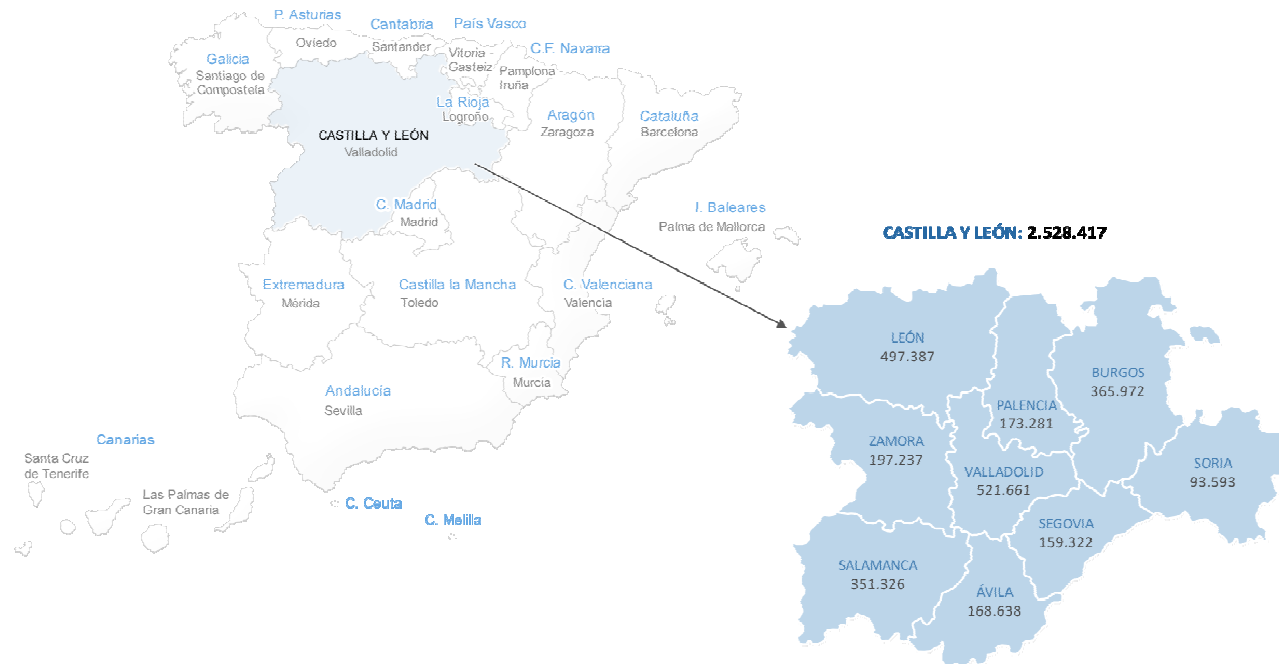 P. Asturias
Oviedo
Cantabria
Santander
País Vasco
Vitoria -
Gasteiz
C.F. Navarra
Pamplona
Iruña
Galicia
Santiago de
Compostela
La Rioja
Logroño
Aragón
Zaragoza
Cataluña
Barcelona
CASTILLA Y LEÓN
Valladolid
C. Madrid
Madrid
I. Baleares
Palma de Mallorca
Extremadura
Mérida
Castilla la Mancha
Toledo
C. Valenciana
Valencia
R. Murcia
Murcia
Andalucía
Sevilla
Canarias
Santa Cruz
de Tenerife
Las Palmas de
Gran Canaria
C. Ceuta
C. Melilla
CASTILLA Y LEÓN: 2.528.417
LEÓN
497.387
BURGOS
365.972
PALENCIA
173.281
ZAMORA
197.237
VALLADOLID
521.661
SORIA
93.593
SEGOVIA
159.322
SALAMANCA
351.326
ÁVILA
168.638